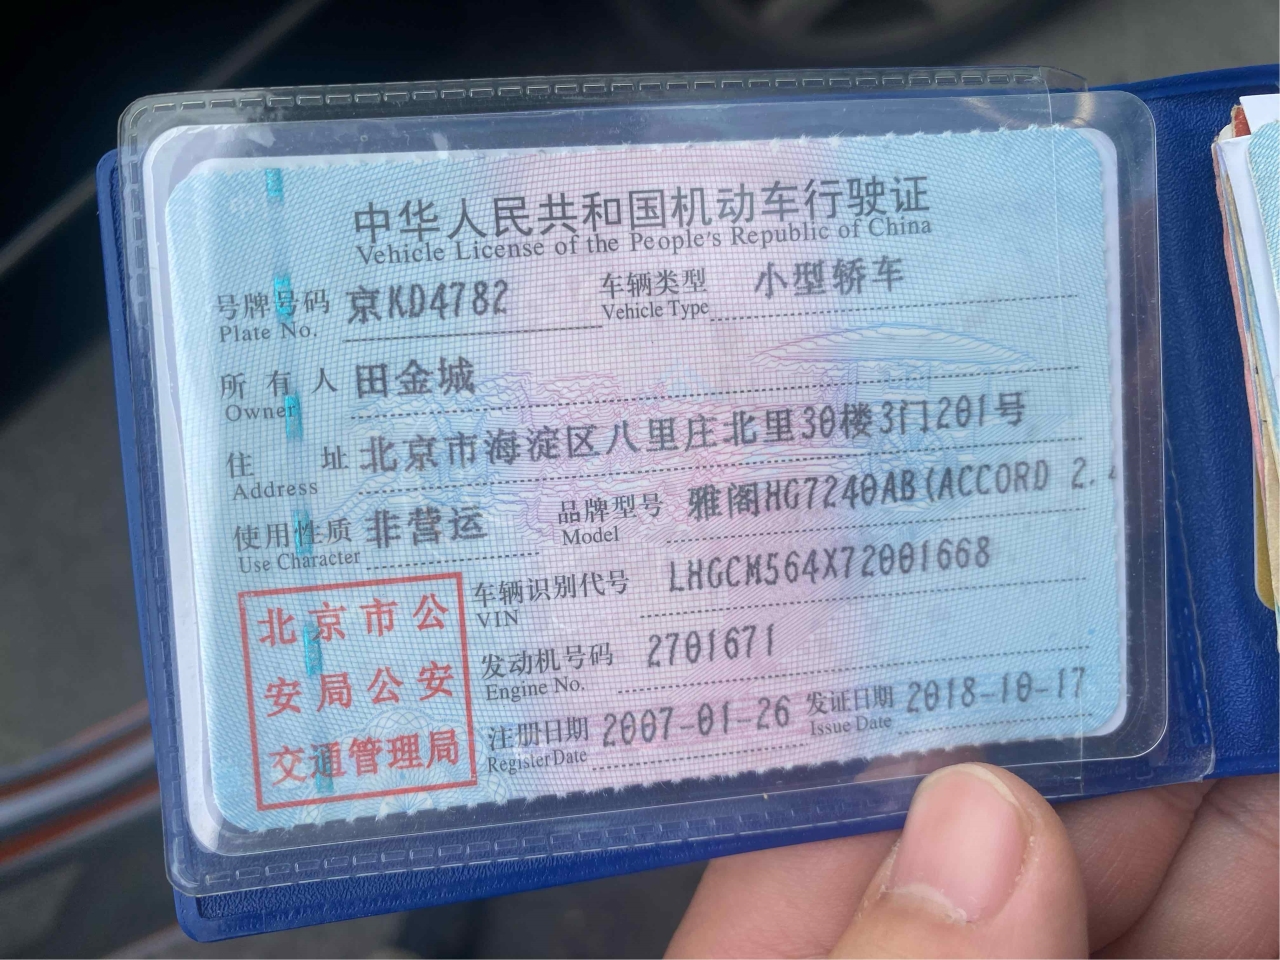 中华人民共和国机动车行驶证
Vehicle License of the People's Republic of China
号牌号码 京KD4782 车辆类型 小型轿车
Plate No. Vehicle Type
所有人 田金城
Owner
住址 北京市海淀区八里庄北里30楼3门201号
Address
使用性质 非营运 品牌型号 雅阁HG7240AB(ACCORD 2.4
Use Character Model
车辆识别代号 LHGCM564X72001668
VIN
发动机号码 2701671
Engine No.
注册日期 2007-01-26 发证日期 2018-10-17
Register Date Issue Date
北京市公
安局公安
交通管理局